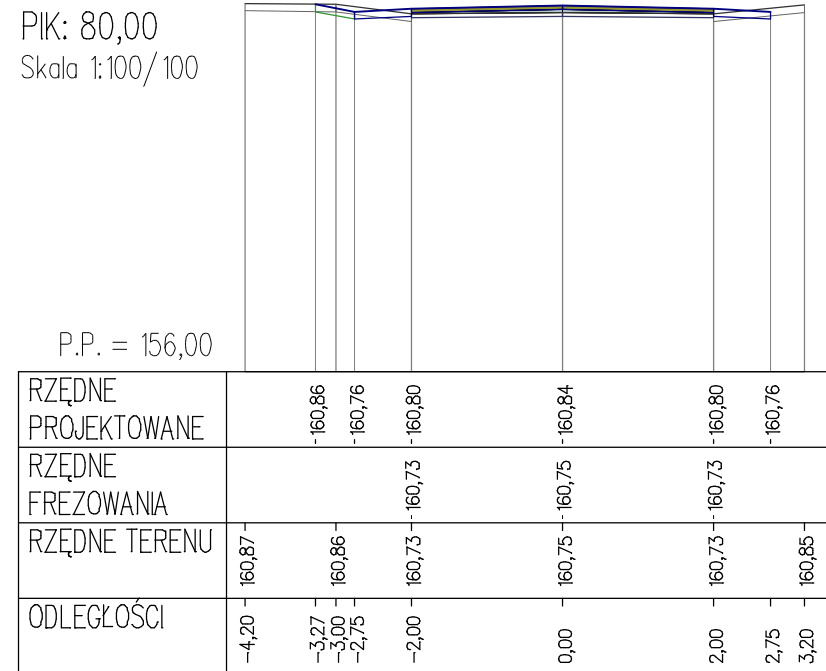 PIK: 80,00
Skala 1:100/100
P.P. = 156,00
RZĘDNE
PROJEKTOWANE
160,86
160,76
160,80
160,84
160,80
160,76
RZĘDNE
FREZOWANIA
160,73
160,75
160,73
RZĘDNE TERENU
160,87
160,86
160,73
160,75
160,73
160,85
ODLEGŁOŚCI
-4,20
-3,27
-3,00
-2,75
-2,00
0,00
2,00
2,75
3,20